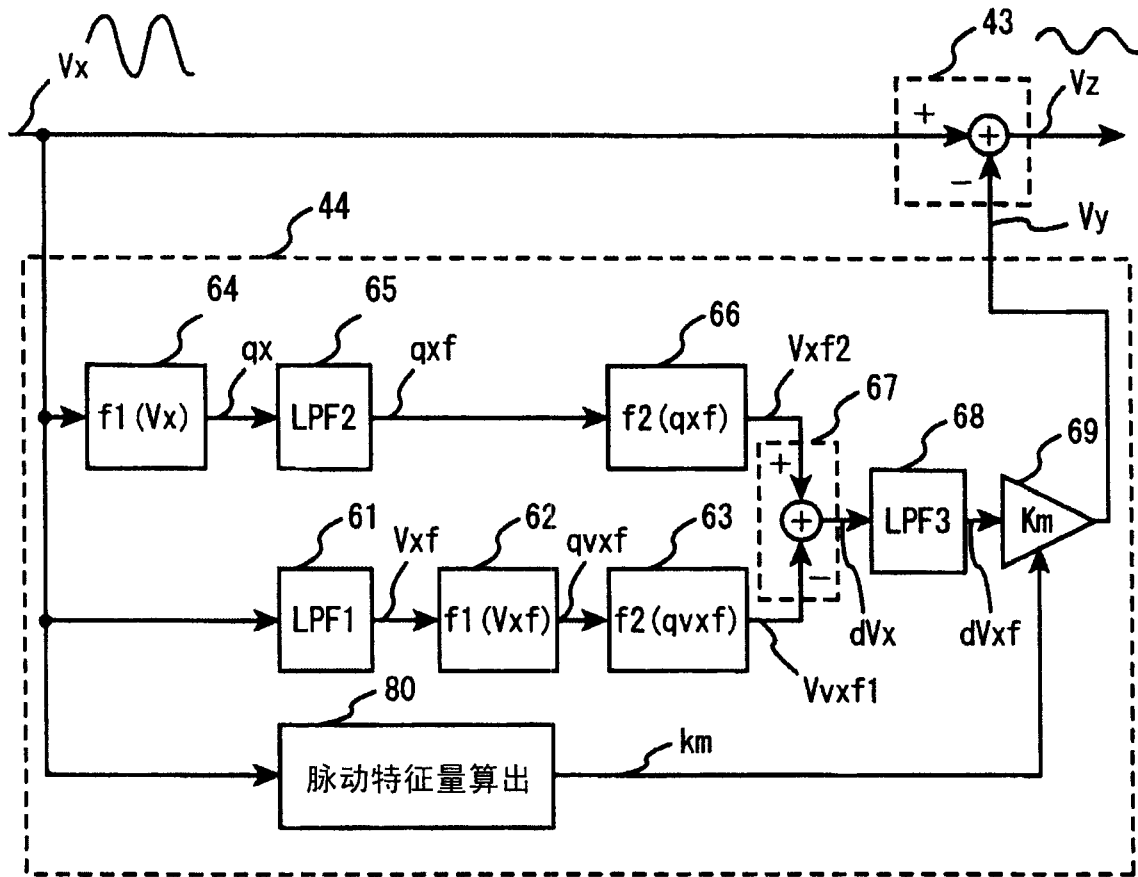 43
Vx
Vz
+
+
−
Vy
44
64
65
66
qx
qxf
Vxf2
f1(Vx)
LPF2
f2(qxf)
67
68
69
+
+
−
LPF3
Km
61
Vxf
62
qvxf
63
LPF1
f1(Vxf)
f2(qvxf)
dVx
dVxf
Vvxf1
80
km
脉动特征量算出